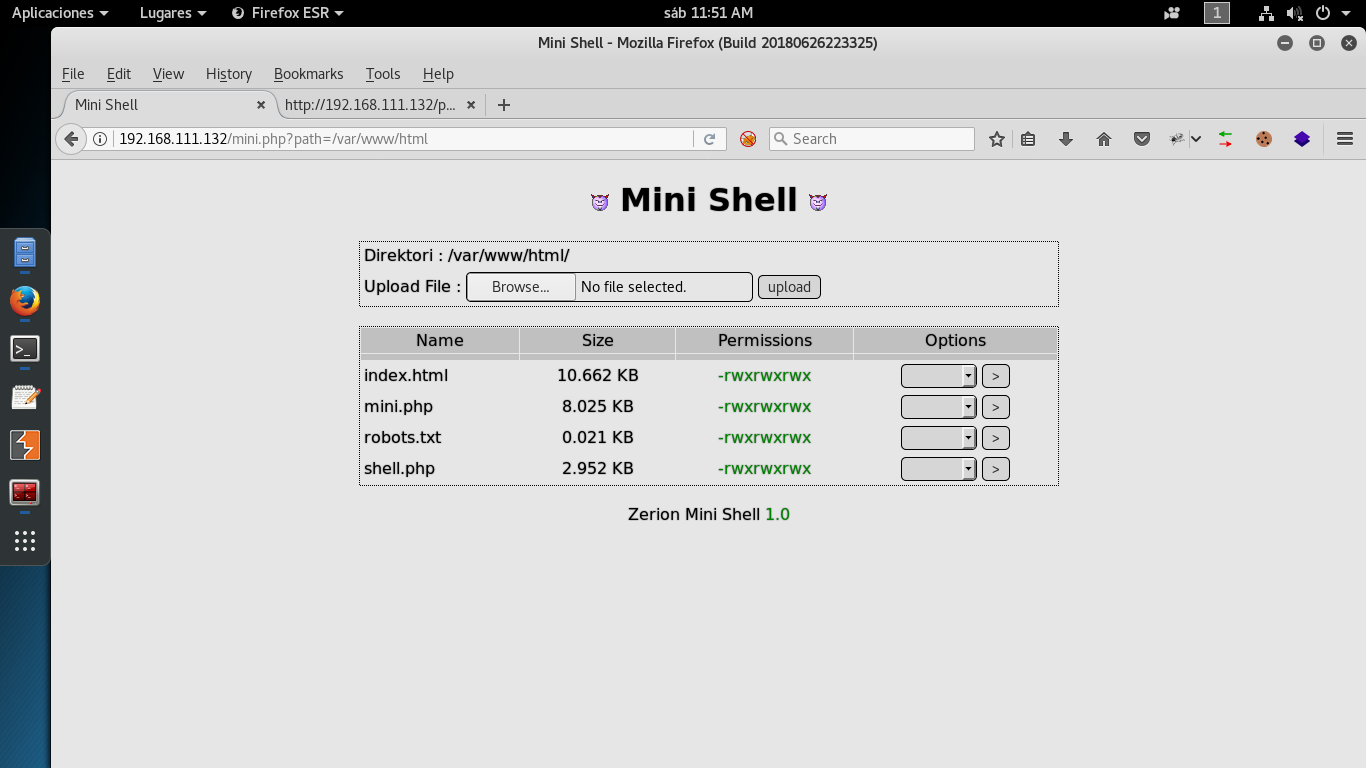 Aplicaciones Lugares Firefox ESR sáb 11:51 AM 1
Mini Shell - Mozilla Firefox (Build 20180626223325)
File Edit View History Bookmarks Tools Help
Mini Shell http://192.168.111.132/p...
192.168.111.132/mini.php?path=/var/www/html Search
Mini Shell
Direktori : /var/www/html/
Upload File : Browse... No file selected. upload
Name Size Permissions Options
index.html 10.662 KB -rwxrwxrwx >
mini.php 8.025 KB -rwxrwxrwx >
robots.txt 0.021 KB -rwxrwxrwx >
shell.php 2.952 KB -rwxrwxrwx >
Zerion Mini Shell 1.0